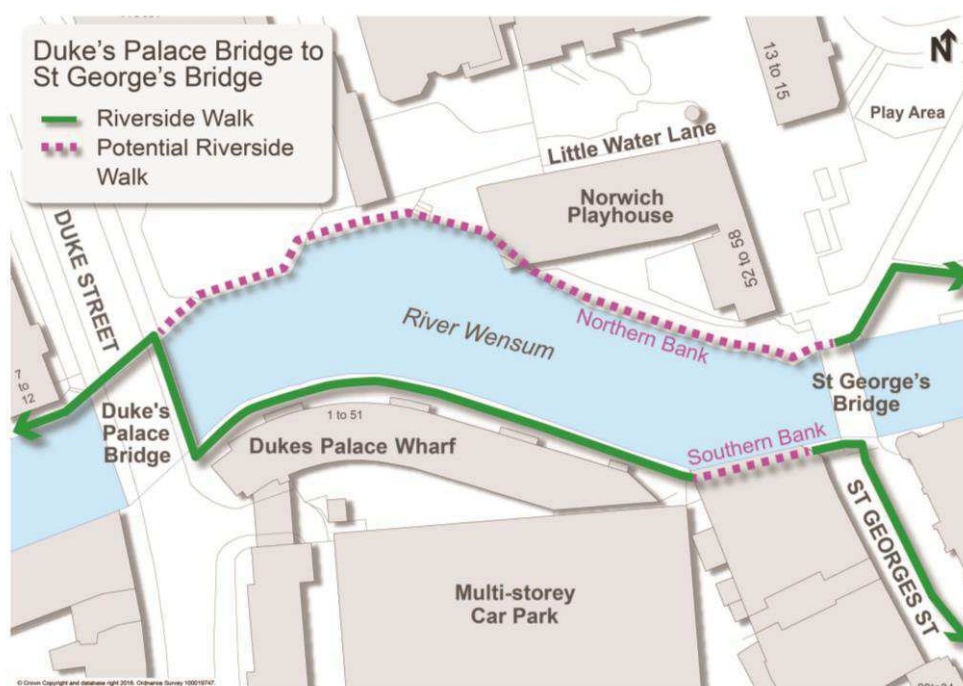 Duke's Palace Bridge to
St George's Bridge
Riverside Walk
Potential Riverside
Walk
N
13 to 15
Play Area
Little Water Lane
Norwich
Playhouse
52 to 58
DUKE STREET
River Wensum
Northern Bank
7
to
12
Duke's
Palace
Bridge
1 to 51
Dukes Palace Wharf
St George's
Bridge
Southern Bank
ST GEORGES ST
Multi-storey
Car Park
© Crown Copyright and database right 2016. Ordnance Survey 100019747.